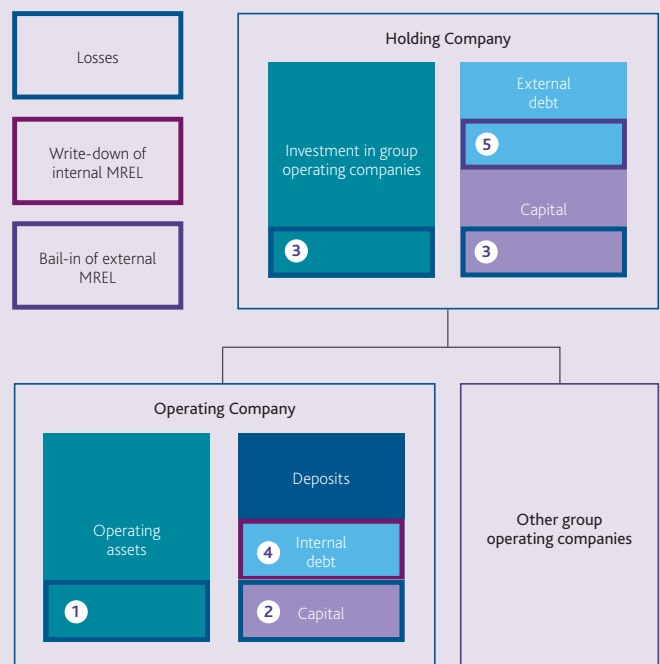 Losses
Write-down of
internal MREL
Bail-in of external
MREL
Holding Company
Investment in group
operating companies
3
External
debt
5
Capital
3
Operating Company
Operating
assets
1
Deposits
4 Internal
debt
2 Capital
Other group
operating companies